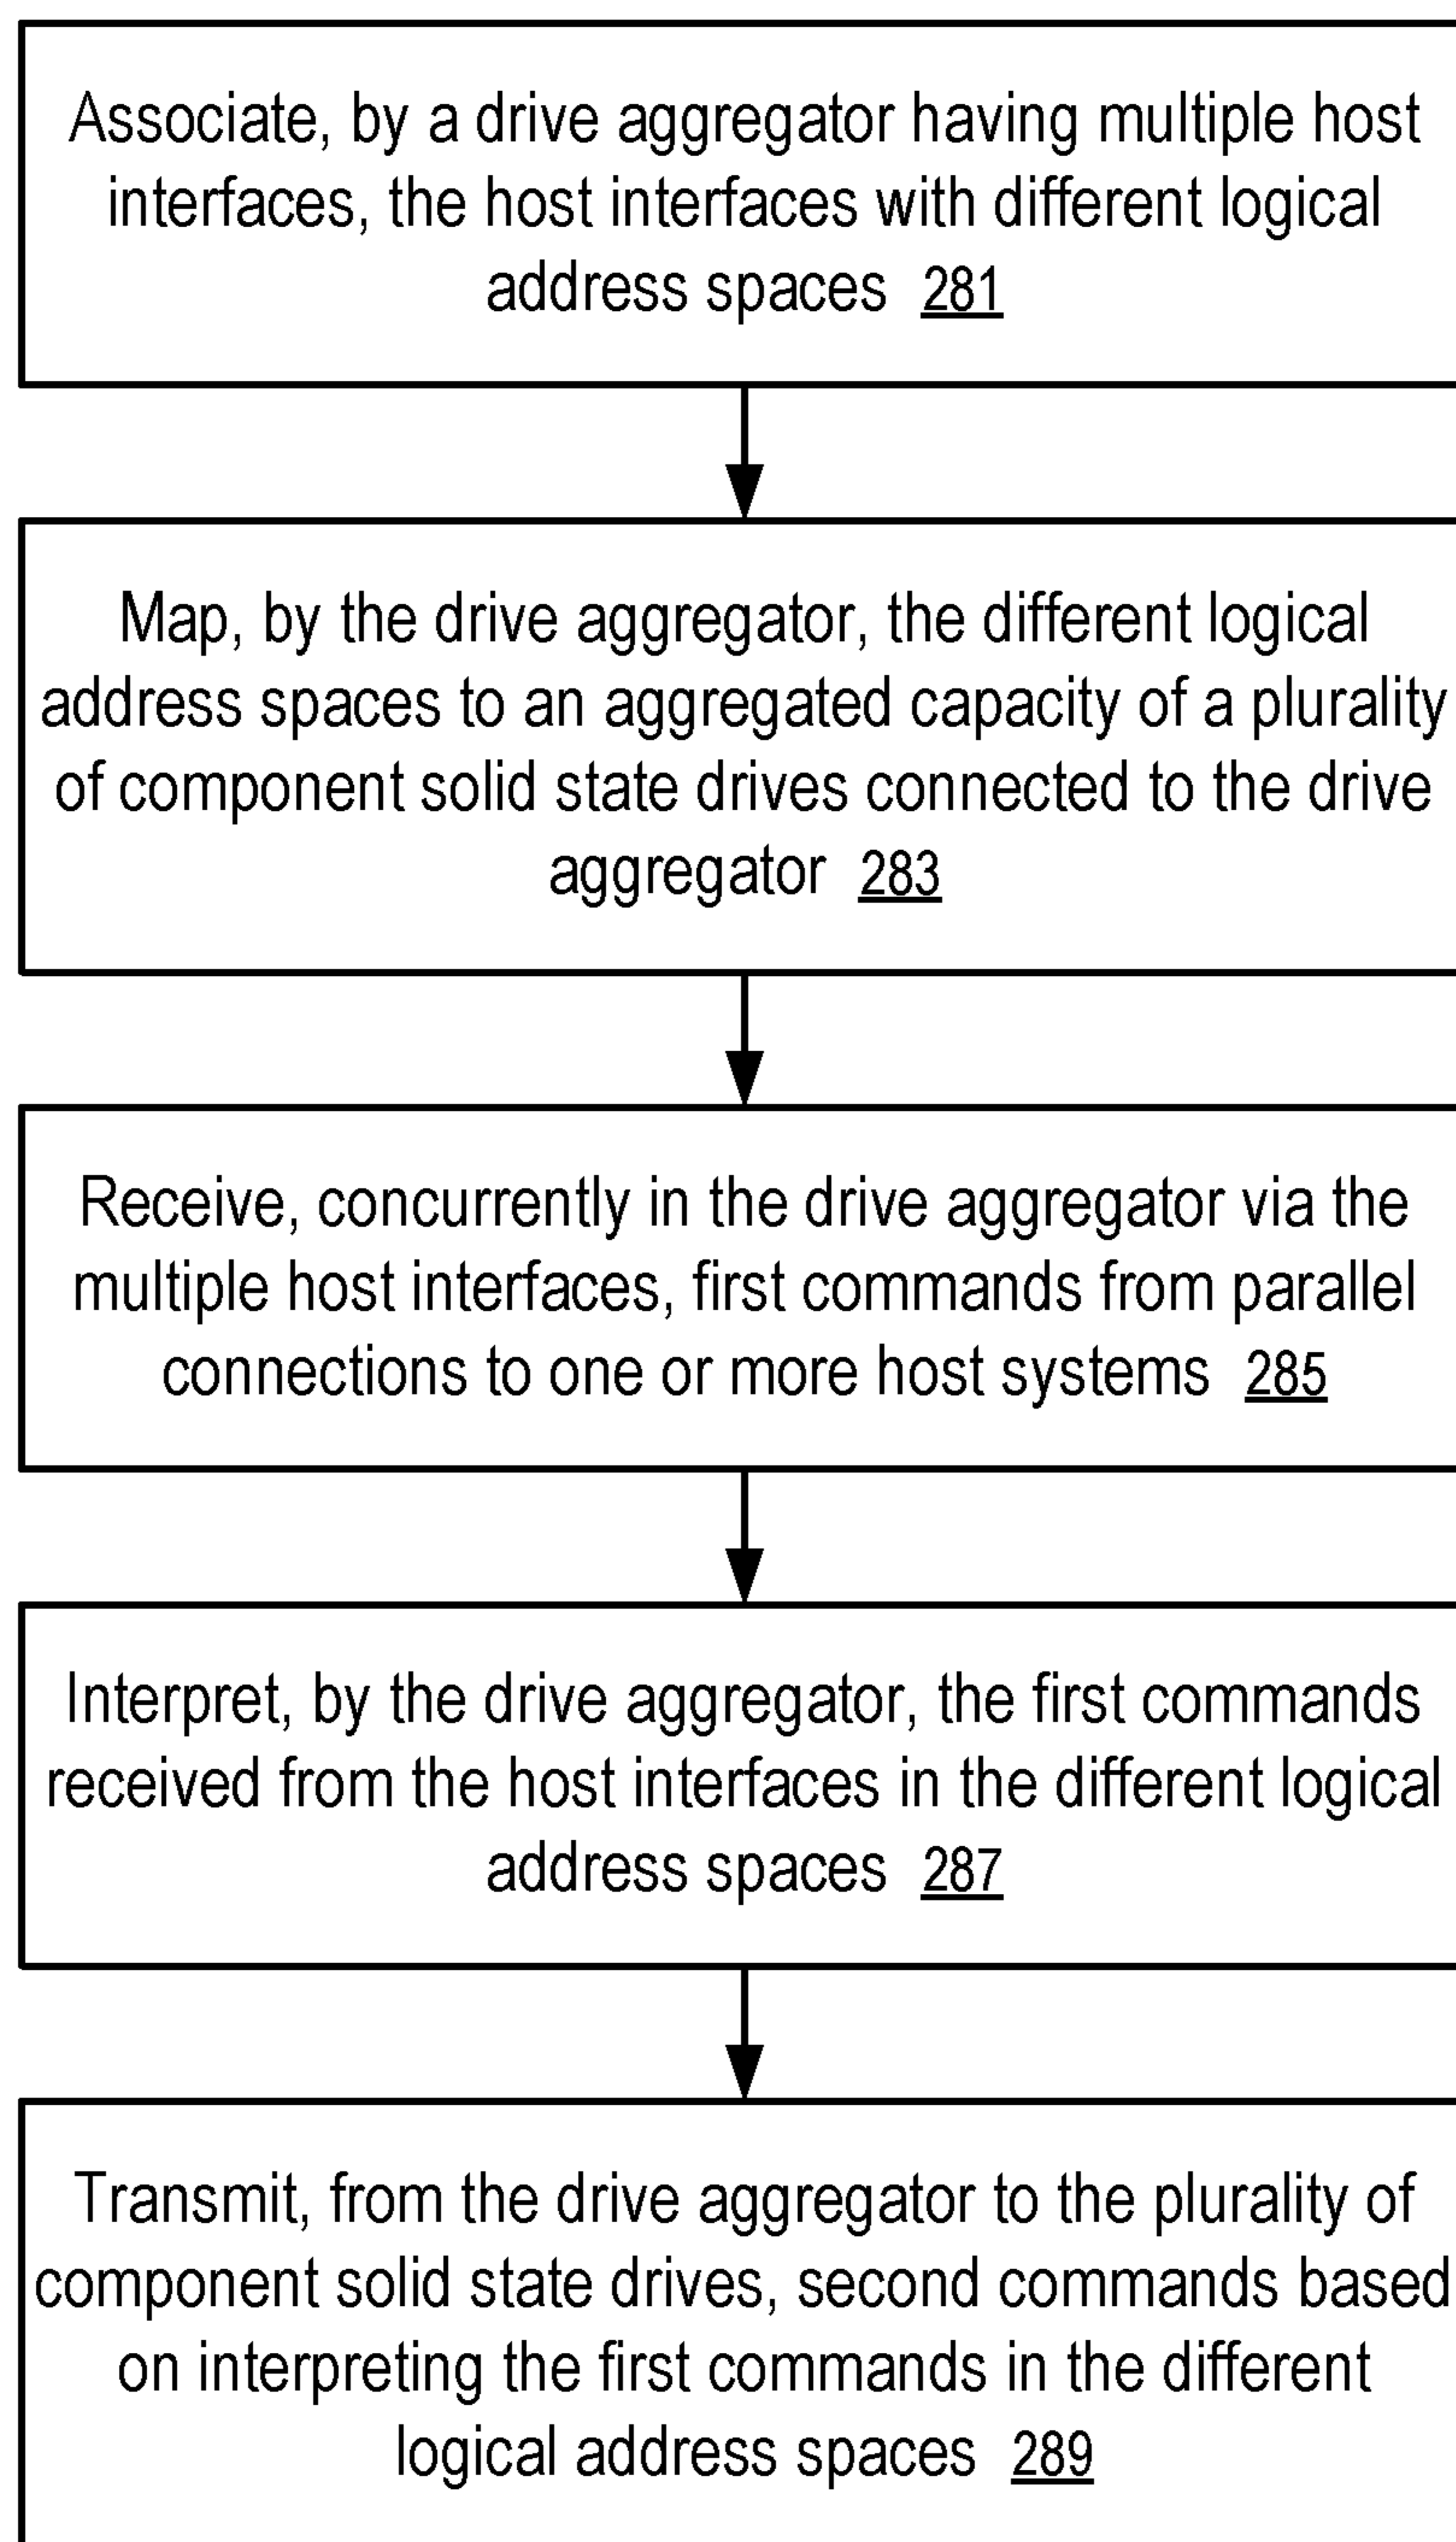 Associate, by a drive aggregator having multiple host
interfaces, the host interfaces with different logical
address spaces 281
Map, by the drive aggregator, the different logical
address spaces to an aggregated capacity of a plurality
of component solid state drives connected to the drive
aggregator 283
Receive, concurrently in the drive aggregator via the
multiple host interfaces, first commands from parallel
connections to one or more host systems 285
Interpret, by the drive aggregator, the first commands
received from the host interfaces in the different logical
address spaces 287
Transmit, from the drive aggregator to the plurality of
component solid state drives, second commands based
on interpreting the first commands in the different
logical address spaces 289